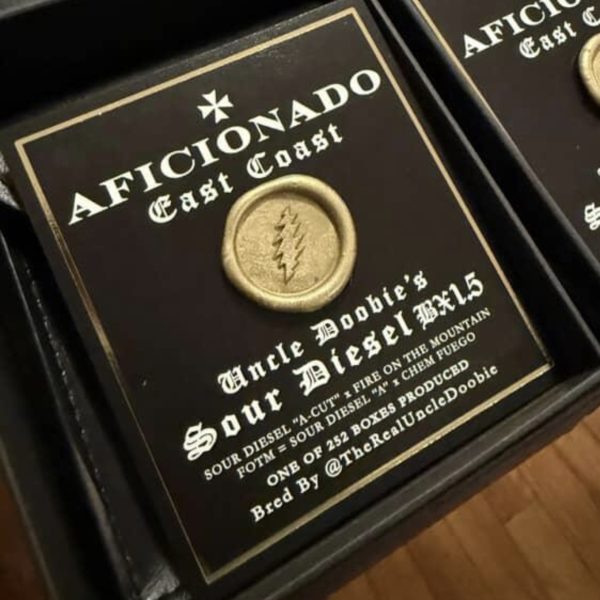 AFICIONADO
East Coast
Uncle Doobie's
Sour Diesel BX1.5
SOUR DIESEL "A-CUT" x FIRE ON THE MOUNTAIN
FOTM = SOUR DIESEL "A" x CHEM FUEGO
ONE OF 252 BOXES PRODUCED
Bred By @TheRealUncleDoobie
AFICIO
East C
S